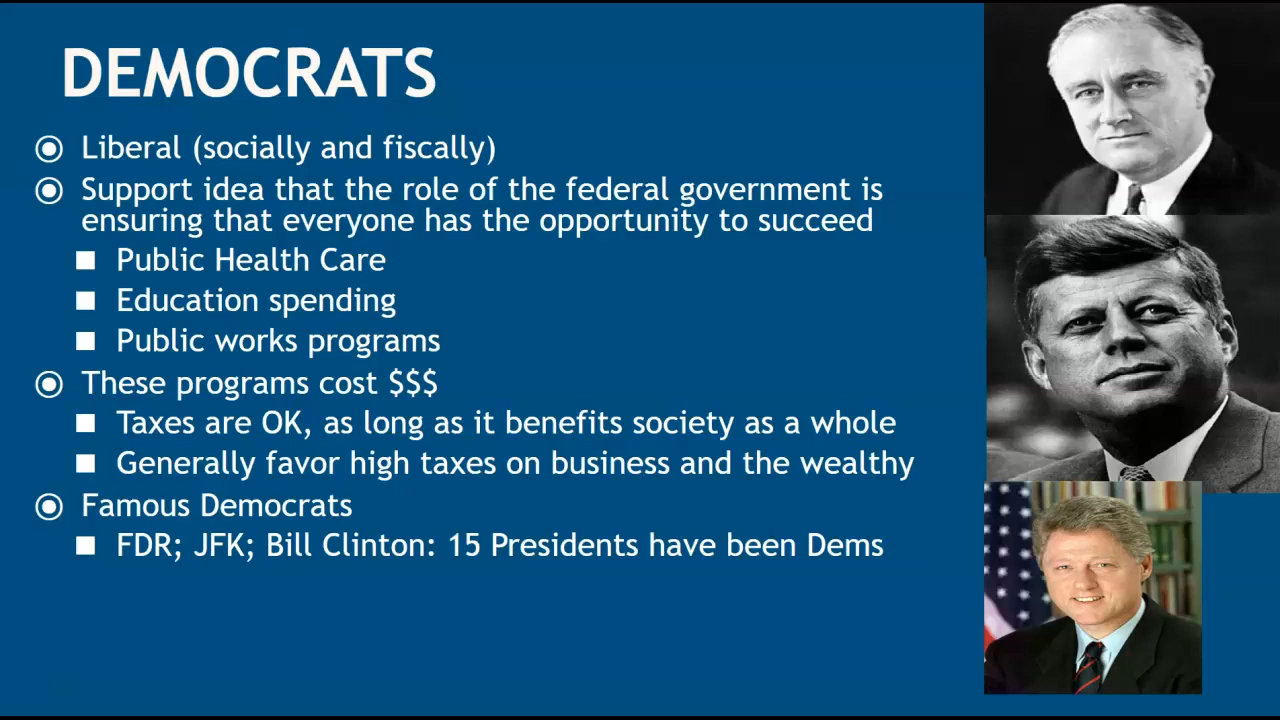 DEMOCRATS
Liberal (socially and fiscally)
Support idea that the role of the federal government is
ensuring that everyone has the opportunity to succeed
Public Health Care
Education spending
Public works programs
These programs cost $$$
Taxes are OK, as long as it benefits society as a whole
Generally favor high taxes on business and the wealthy
Famous Democrats
FDR; JFK; Bill Clinton: 15 Presidents have been Dems